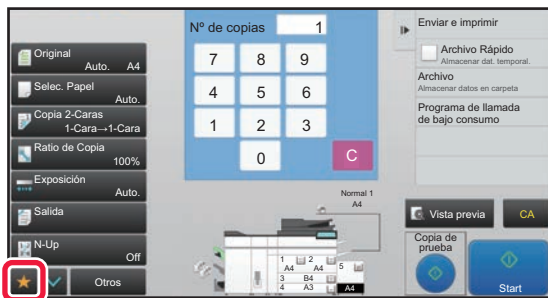 Original
Auto. A4
Selec. Papel
Auto.
Copia 2-Caras
1-Cara→1-Cara
Ratio de Copia
100%
Exposición
Auto.
Salida
N-Up
Off
Otros
Nº de copias 1
7 8 9
4 5 6
1 2 3
0 C
Normal 1
A4
1 2 5
A4 A4
3 B4
4 A3 A4
Enviar e imprimir
Archivo Rápido
Almacenar dat. temporal.
Archivo
Almacenar datos en carpeta
Programa de llamada
de bajo consumo
Vista previa CA
Copia de
prueba
Start